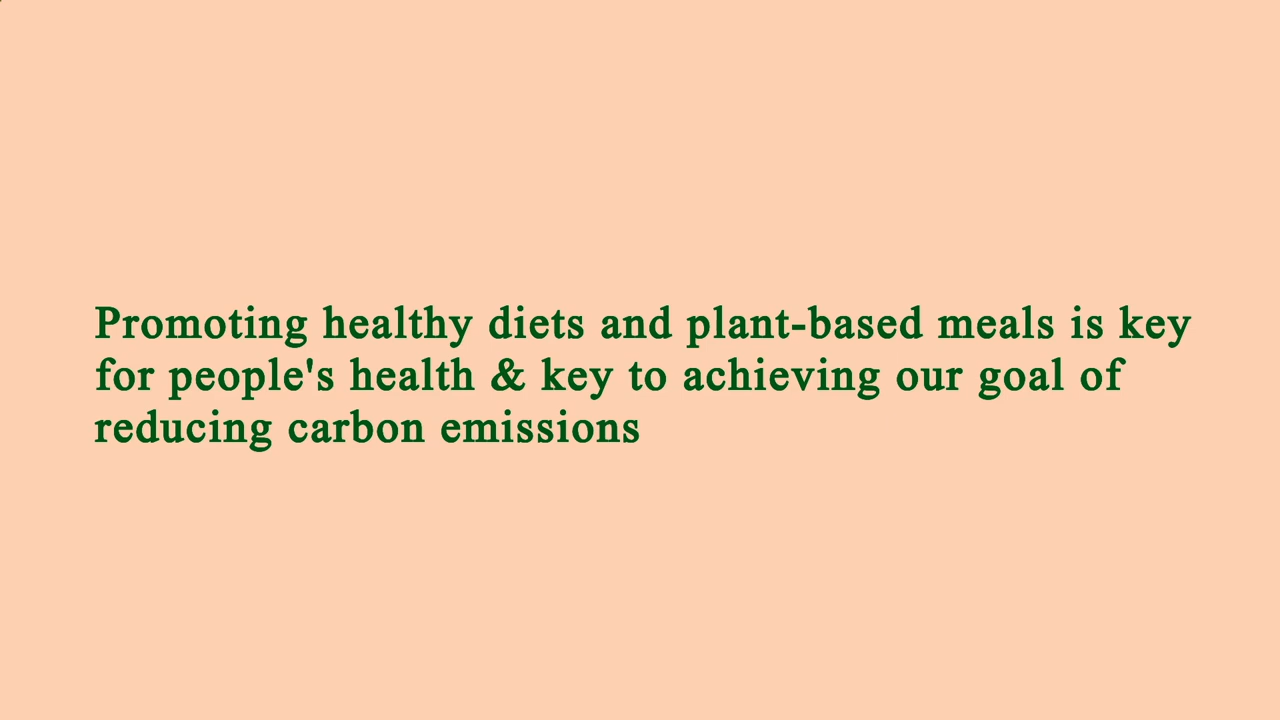 Promoting healthy diets and plant-based meals is key
for people's health & key to achieving our goal of
reducing carbon emissions